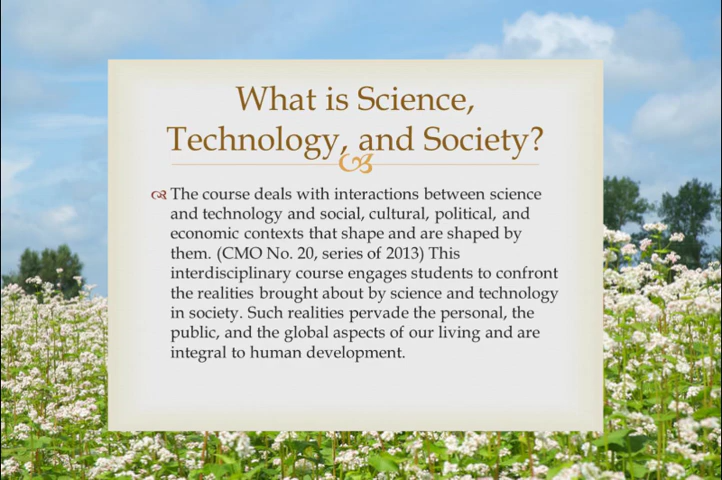 What is Science,
Technology, and Society?
The course deals with interactions between science
and technology and social, cultural, political, and
economic contexts that shape and are shaped by
them. (CMO No. 20, series of 2013) This
interdisciplinary course engages students to confront
the realities brought about by science and technology
in society. Such realities pervade the personal, the
public, and the global aspects of our living and are
integral to human development.